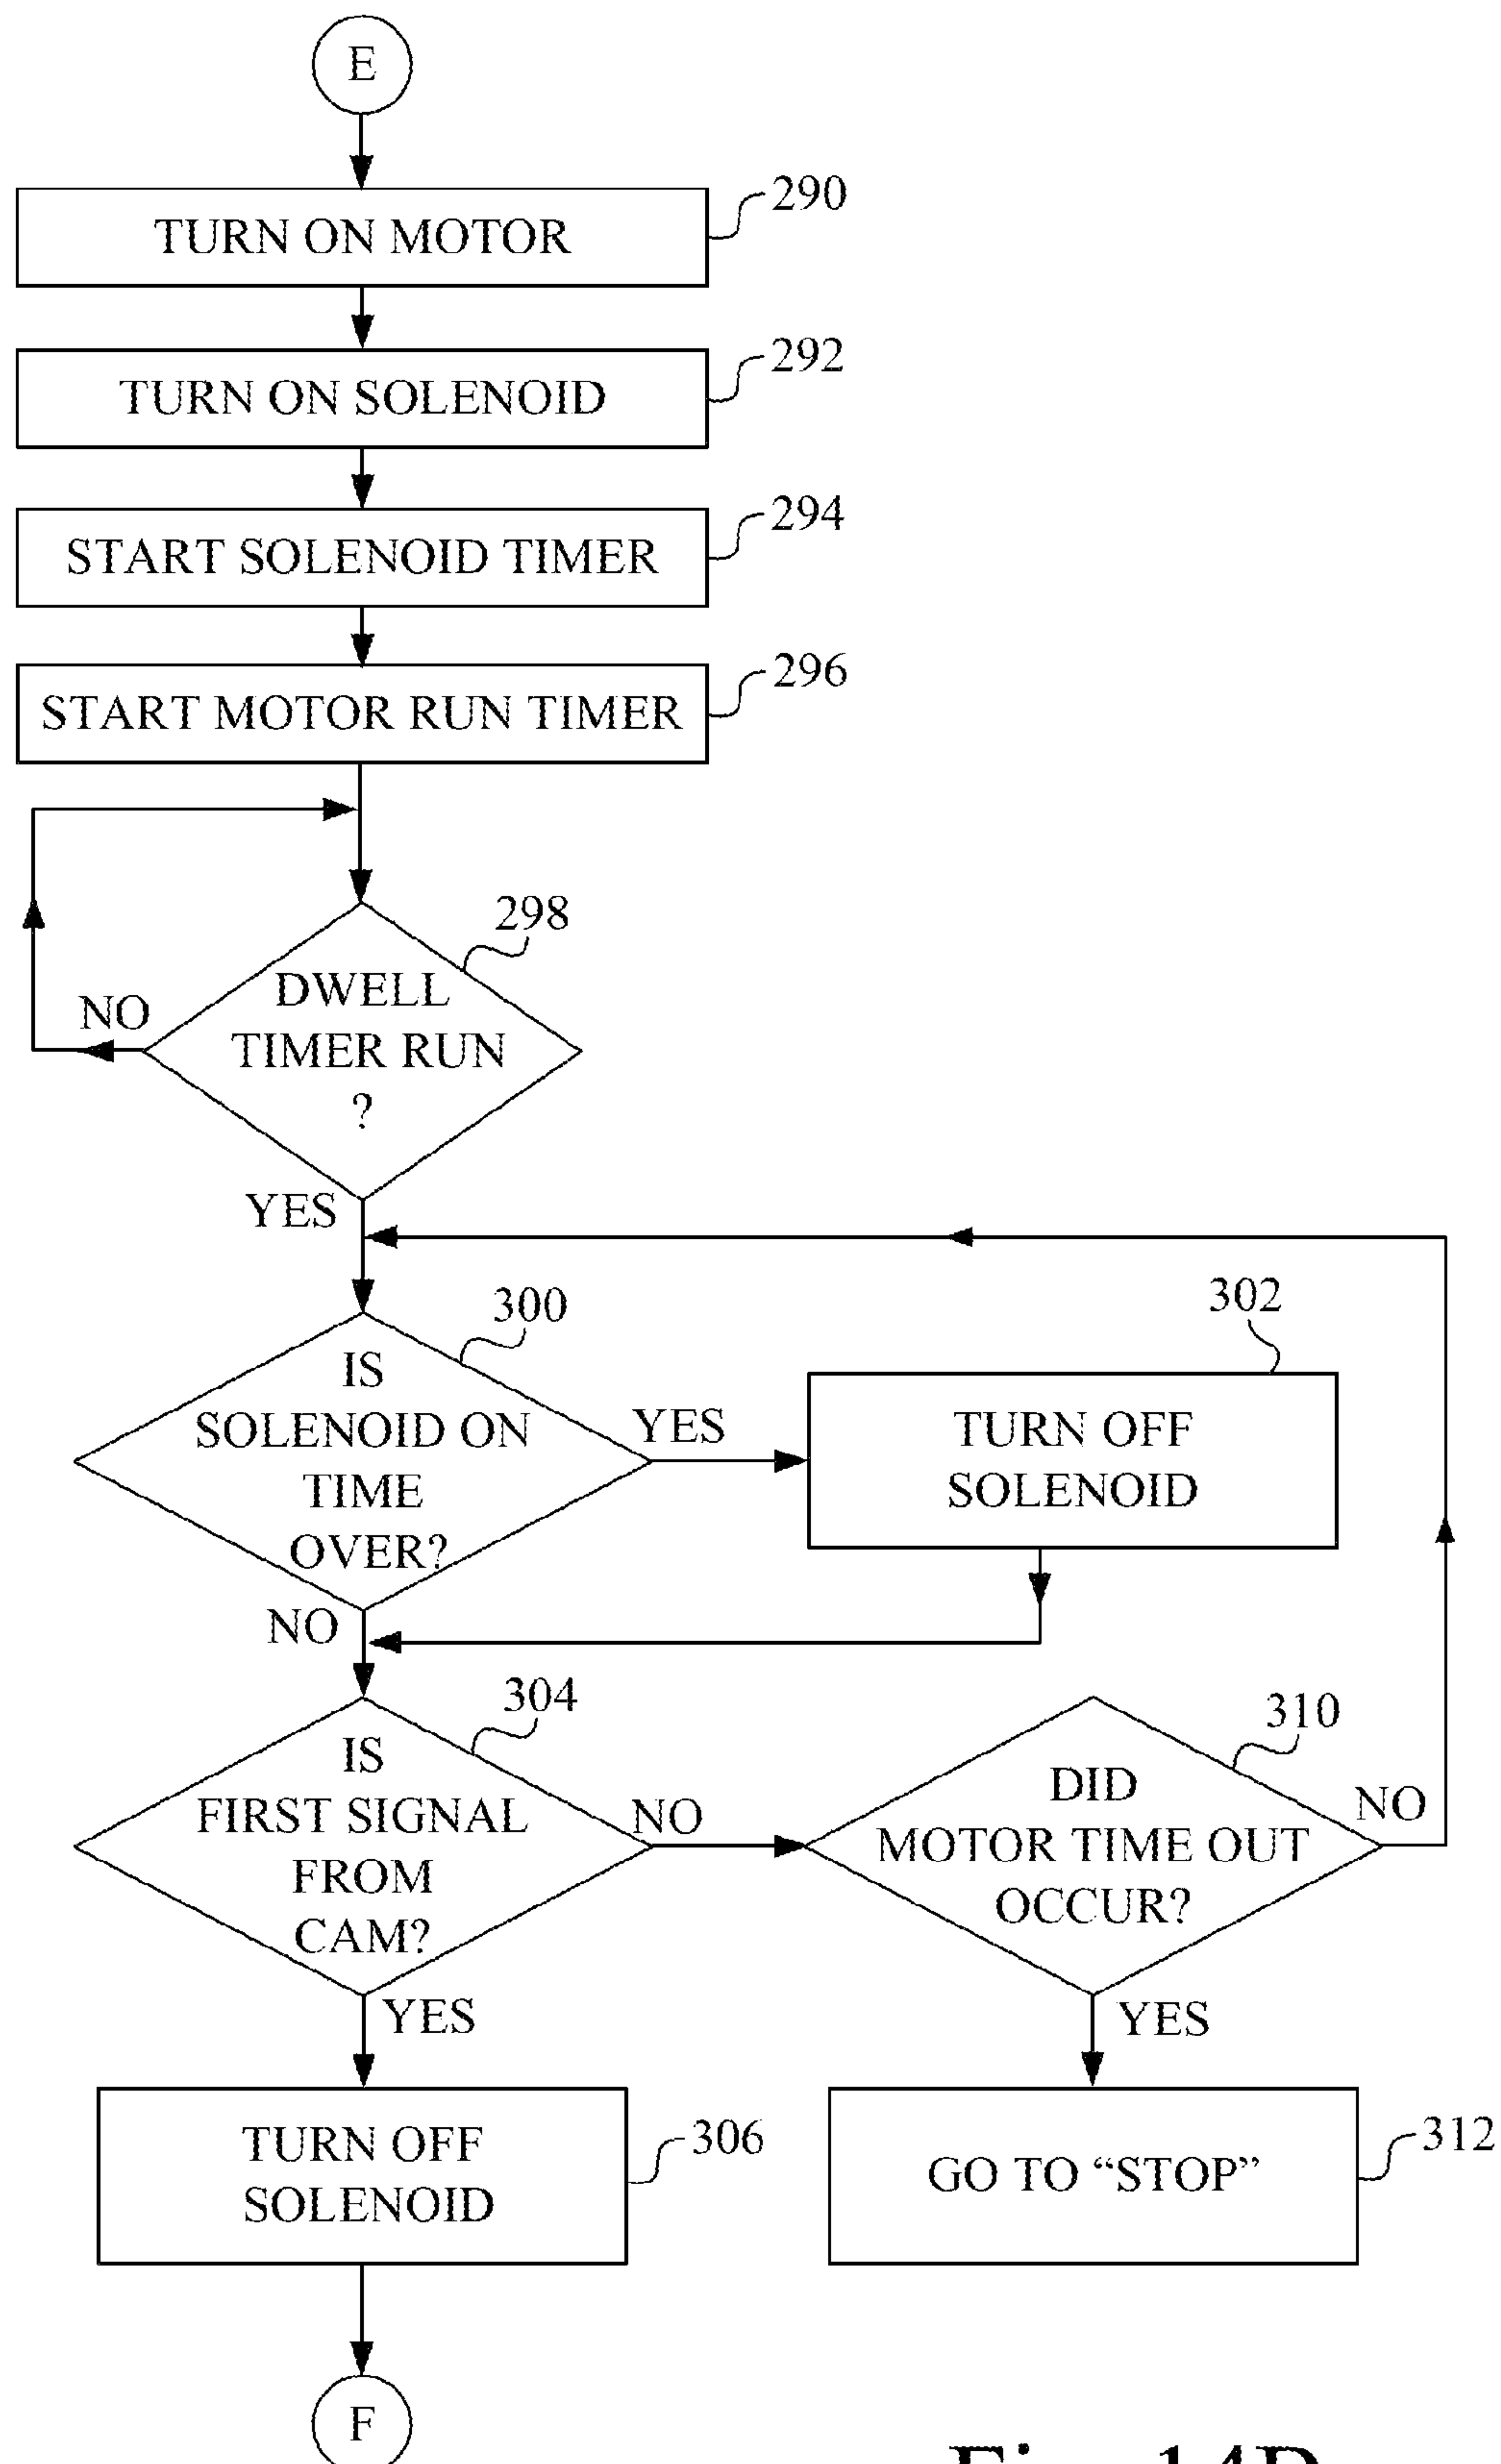 E
TURN ON MOTOR
290
TURN ON SOLENOID
292
START SOLENOID TIMER
294
START MOTOR RUN TIMER
296
298
DWELL
TIMER RUN
?
NO
YES
300
IS
SOLENOID ON
TIME
OVER?
YES
302
TURN OFF
SOLENOID
NO
304
IS
FIRST SIGNAL
FROM
CAM?
NO
310
DID
MOTOR TIME OUT
OCCUR?
NO
YES
YES
TURN OFF
SOLENOID
306
GO TO “STOP”
312
F